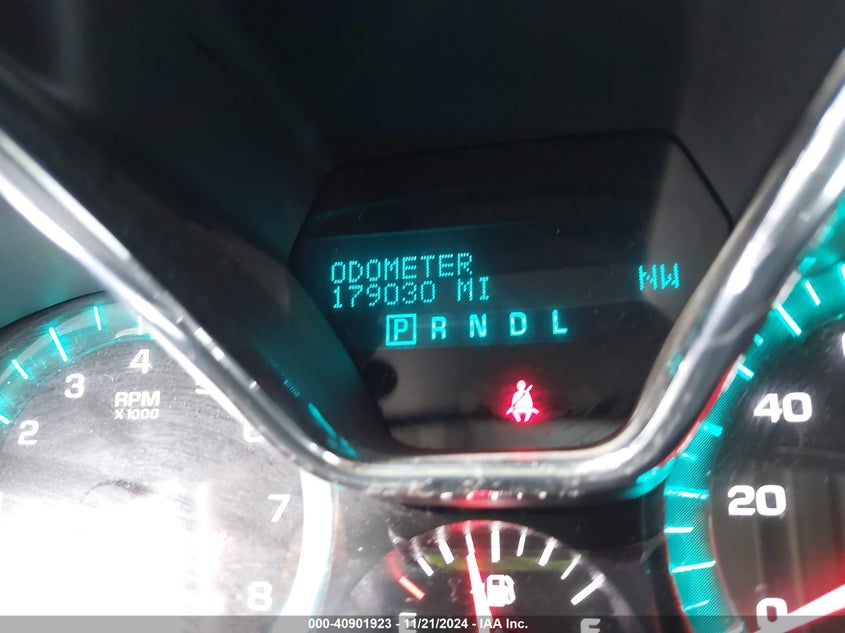 ODOMETER
179030 MI
NW
P R N D L
2
3
4
RPM
X1000
7
8
40
20
0
E
F
000-40901923 - 11/21/2024 - IAA Inc.